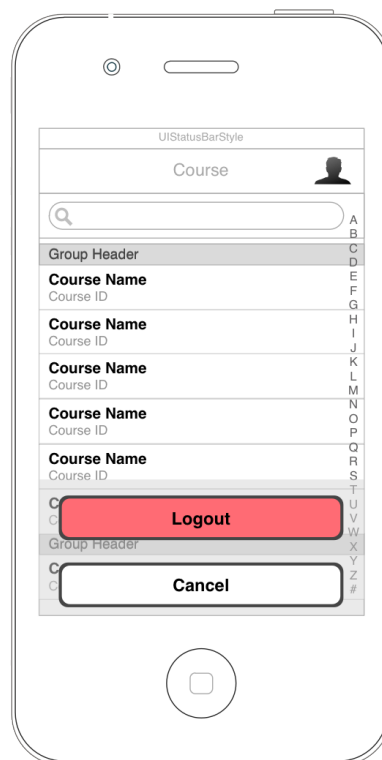 UIStatusBarStyle
Course
A
B
Group Header
C
D
Course Name
E
Course ID
F
G
Course Name
H
Course ID
I
J
Course Name
K
Course ID
L
M
Course Name
N
Course ID
O
P
Course Name
Q
Course ID
R
S
T
C
U
C
Logout
V
W
Group Header
X
C
Y
C
Cancel
Z
#